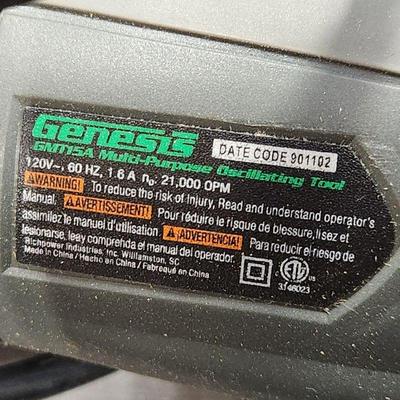 Genesis
DATE CODE 901102
GMT15A Multi-Purpose Oscillating Tool
120V~, 60 HZ, 1.6 A n₀. 21,000 OPM
WARNING! To reduce the risk of injury, Read and understand operator's
Manual. AVERTISSEMENT! Pour réduire le risque de blessure, lisez et
assimilez le manuel d'utilisation ADVERTENCIA! Para reducir el riesgo de
lesionarse, lea y comprenda el manual del operador.
Richpower Industries, Inc. Williamston, SC
Made in China / Hecho en China / Fabriqué en China
ETL
3148023